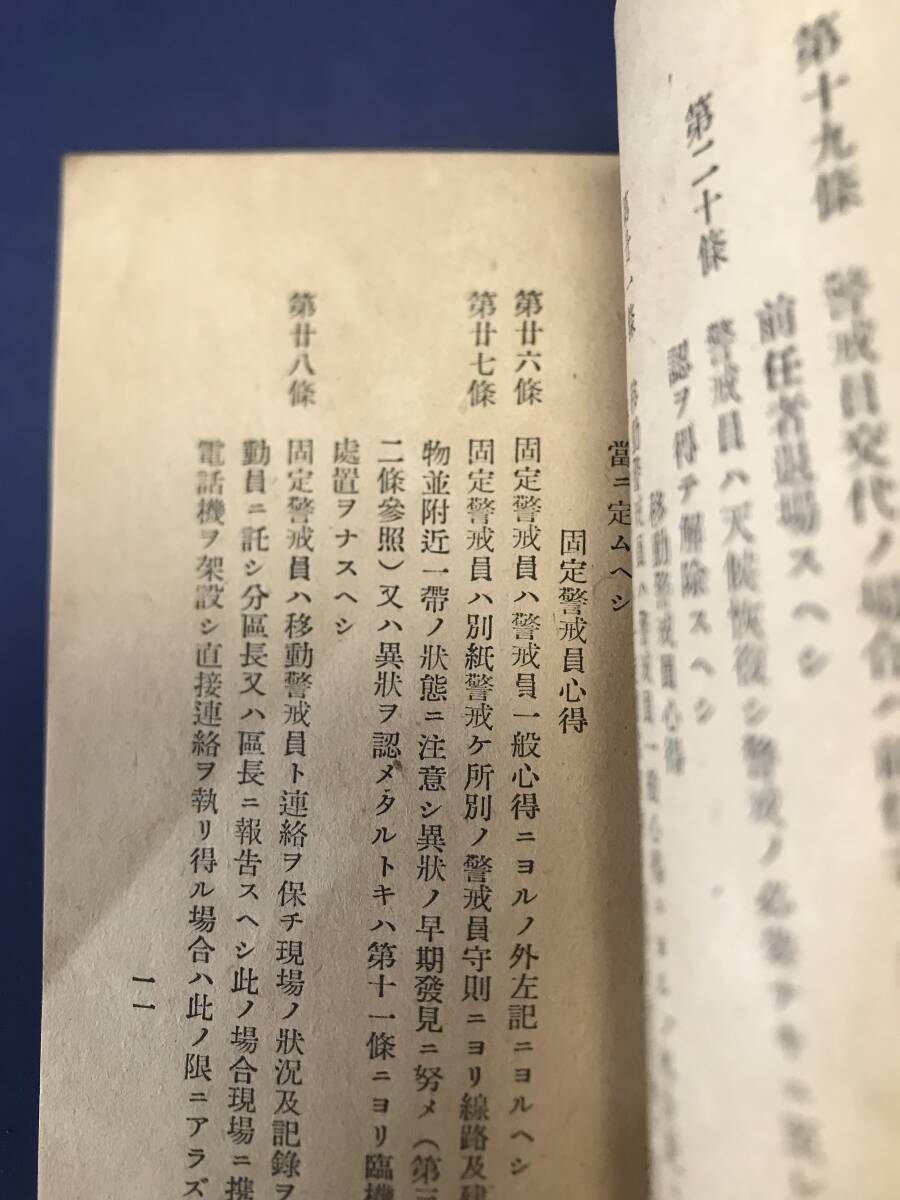 第十九條 警戒員交代ノ場合ハ前任
前任者退場スヘシ
第二十條 警戒員ハ天候恢復シ警戒ノ必要ナキニ
認ヲ得テ解除スヘシ
移動警戒員心得
當ニ定ムヘシ
固定警戒員心得
第廿六條 固定警戒員ハ警戒員一般心得ニヨルノ外左記ニヨルヘシ
第廿七條 固定警戒員ハ別紙警戒ケ所別ノ警戒員守則ニヨリ線路及建
物並附近一帶ノ狀態ニ注意シ異狀ノ早期發見ニ努メ(第三
二條參照)又ハ異狀ヲ認メタルトキハ第十一條ニヨリ臨機
處置ヲナスヘシ
第廿八條 固定警戒員ハ移動警戒員ト連絡ヲ保チ現場ノ狀況及記錄ヲ
動員ニ託シ分區長又ハ區長ニ報吿スヘシ此ノ場合現場ニ携
電話機ヲ架設シ直接連絡ヲ執リ得ル場合ハ此ノ限ニアラズ
一一